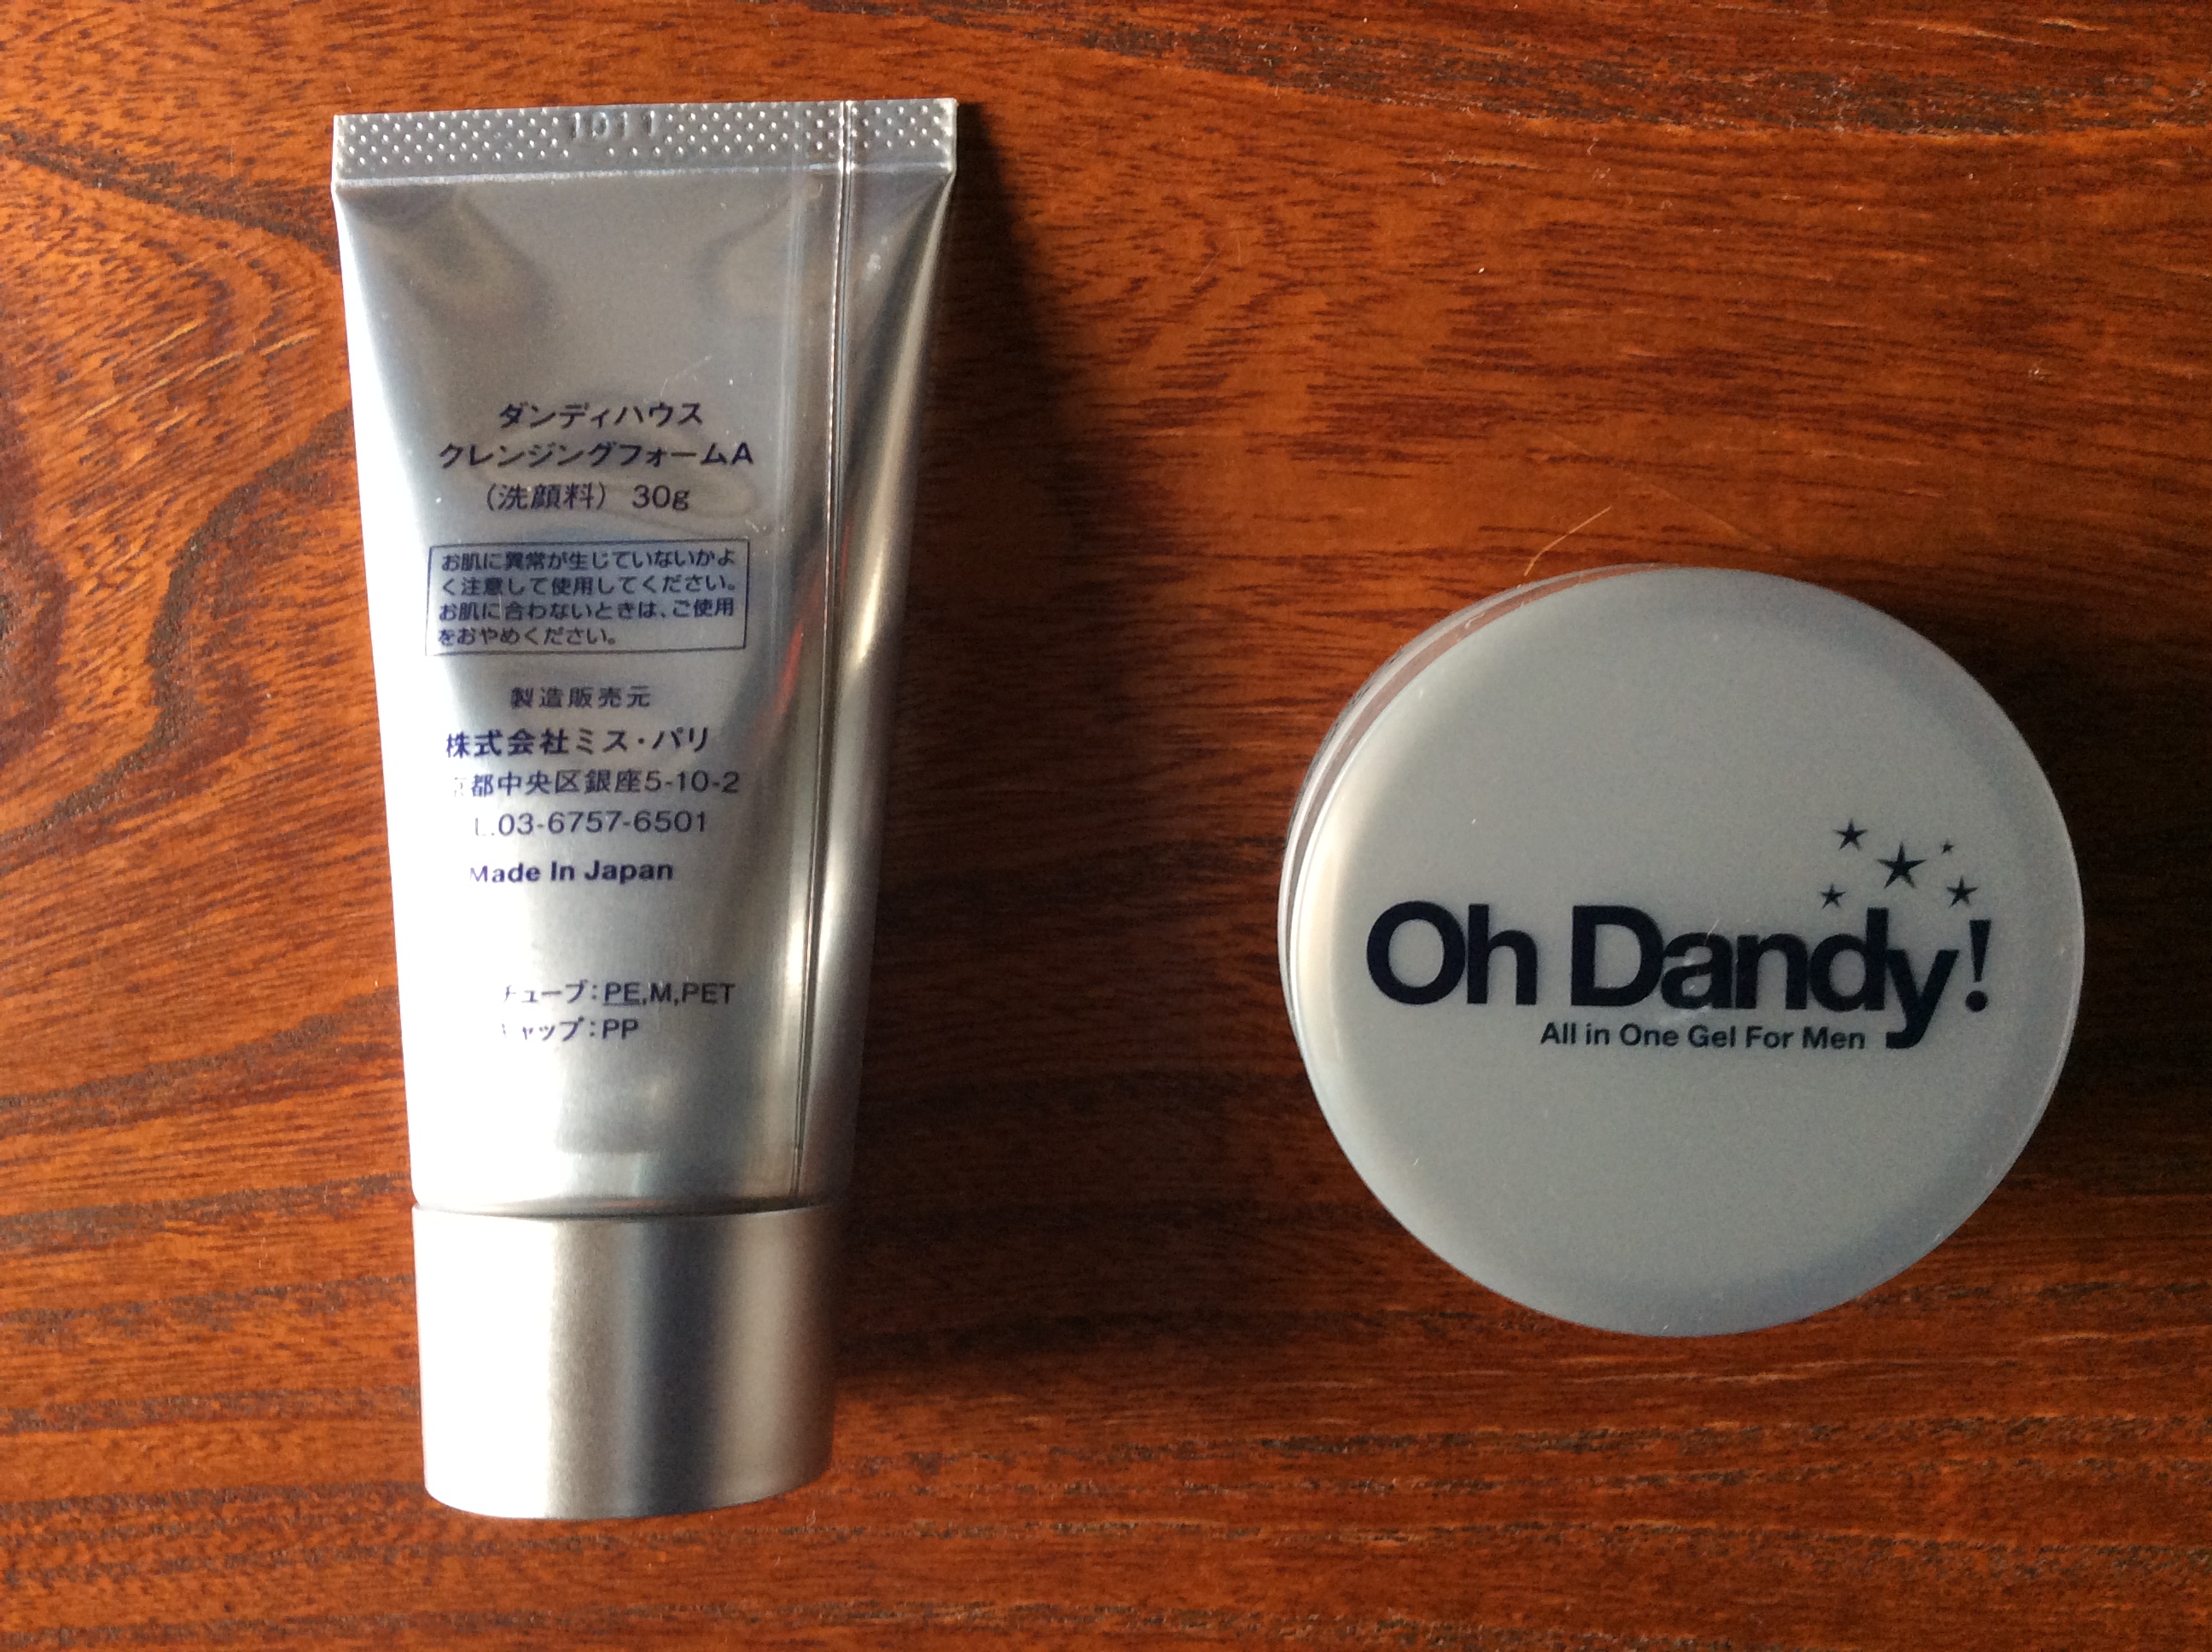 1011
ダンディハウス
クレンジングフォームA
（洗顔料） 30g
お肌に異常が生じていないかよ
く注意して使用してください。
お肌に合わないときは、ご使用
をおやめください。
製造販売元
株式会社ミス・パリ
都中央区銀座5-10-2
L.03-6757-6501
Made In Japan
チューブ：PE,M,PET
キャップ：PP
Oh Dandy!
All in One Gel For Men